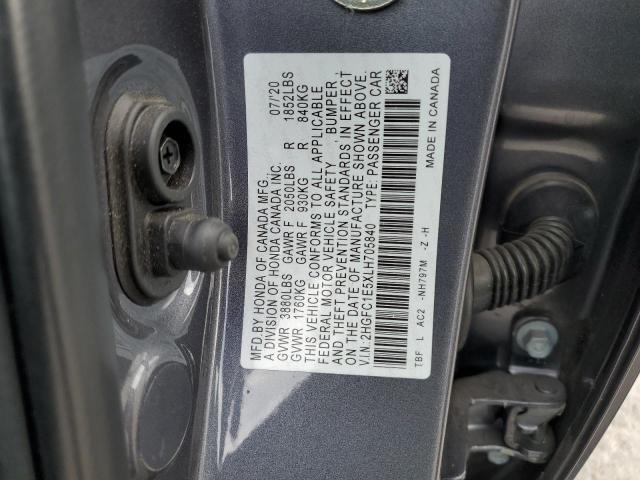 MFD.BY HONDA OF CANADA MFG. 07/'20
A DIVISION OF HONDA CANADA INC.
GVWR 3880LBS GAWR F 2050LBS R 1852LBS
GVWR 1760KG GAWR F 930KG R 840KG
THIS VEHICLE CONFORMS TO ALL APPLICABLE
FEDERAL MOTOR VEHICLE SAFETY, BUMPER,
AND THEFT PREVENTION STANDARDS IN EFFECT
ON THE DATE OF MANUFACTURE SHOWN ABOVE.
V.I.N.:2HGFC1E5XLH705840 TYPE: PASSENGER CAR
TBF L AC2 -NH797M -Z -H MADE IN CANADA